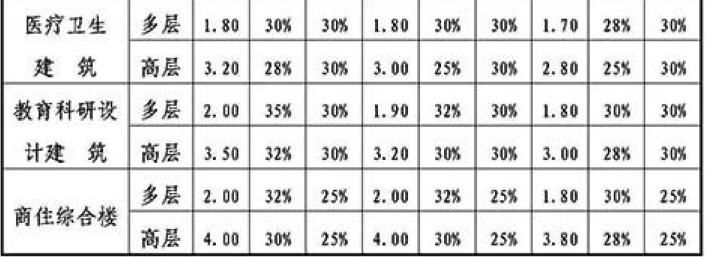 医疗卫生 多层 1.80 30% 30% 1.80 30% 30% 1.70 28% 30%
建 筑 高层 3.20 28% 30% 3.00 25% 30% 2.80 25% 30%
教育科研设 多层 2.00 35% 30% 1.90 32% 30% 1.80 30% 30%
计建 筑 高层 3.50 32% 30% 3.20 30% 30% 3.00 28% 30%
商住综合楼 多层 2.00 32% 25% 2.00 32% 25% 1.80 30% 25%
高层 4.00 30% 25% 4.00 30% 25% 3.80 28% 25%